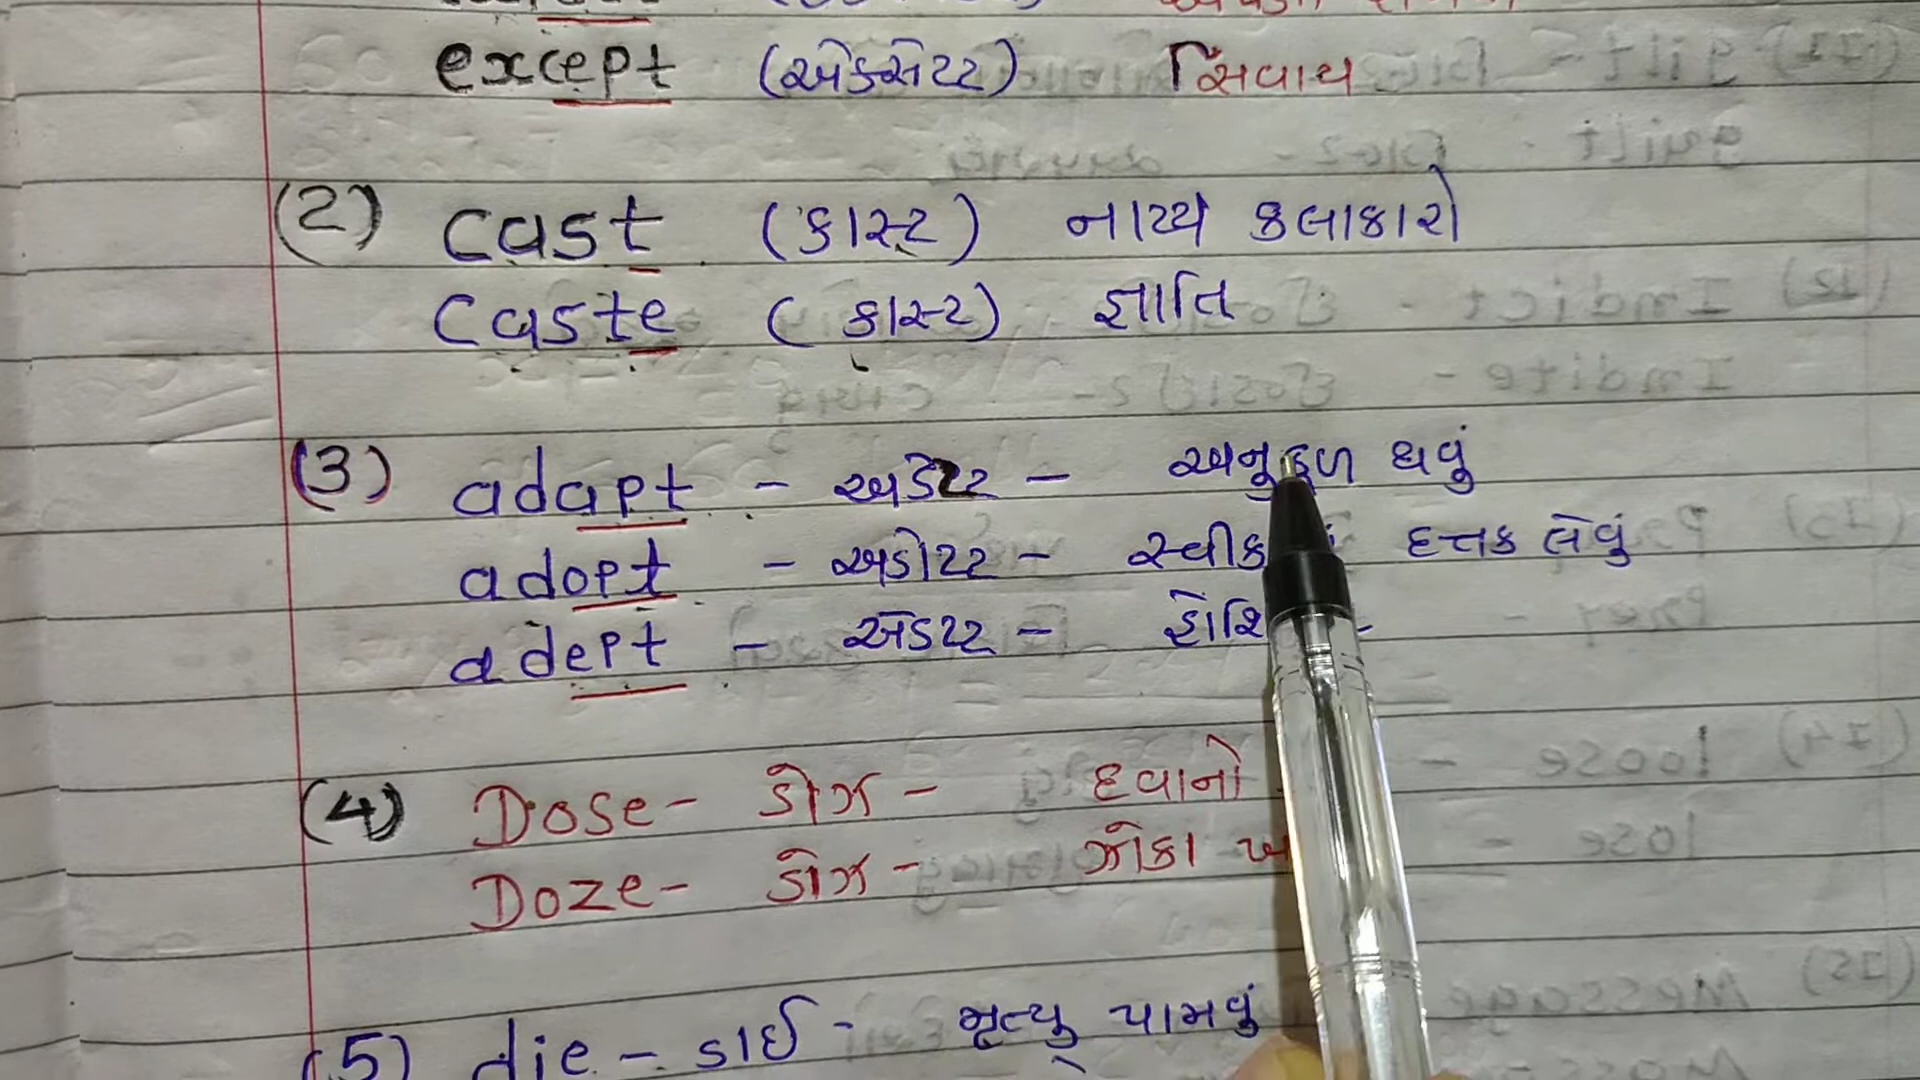 except (એક્સેપ્ટ) સિવાય
(2) cast (કાસ્ટ) નાટ્ય કલાકારો
Caste (કાસ્ટ) જ્ઞાતિ
(3) adapt - અડેપ્ટ - અનુકૂળ થવું
adopt - અડોપ્ટ - દત્તક લેવું
adept - ઍડપ્ટ -
(4) Dose - ડોઝ - દવાનો
Doze - ડોઝ - ઝોકા
(5) die - ડાઈ - મૃત્યુ પામવું